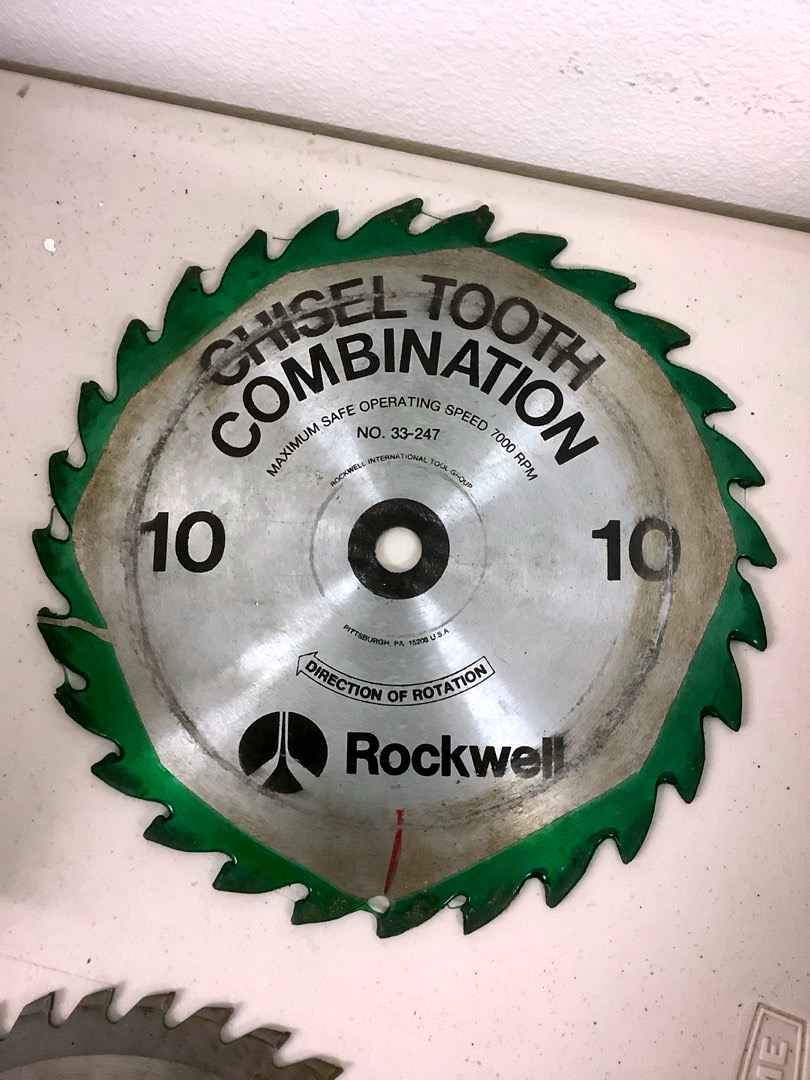 CHISEL TOOTH
COMBINATION
MAXIMUM SAFE OPERATING SPEED 7000 RPM
NO. 33-247
ROCKWELL INTERNATIONAL TOOL GROUP
10 10
PITTSBURGH, PA. 15208 U.S.A
DIRECTION OF ROTATION
Rockwell